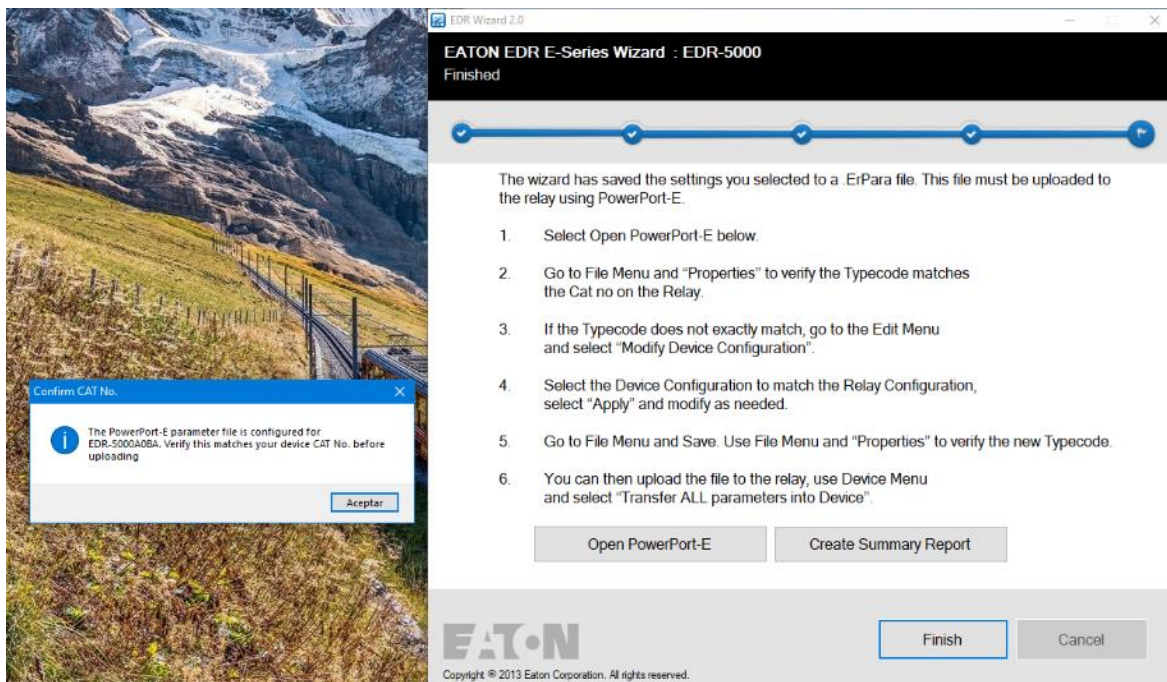 EDR Wizard 2.0
EATON EDR E-Series Wizard : EDR-5000
Finished
The wizard has saved the settings you selected to a .ErPara file. This file must be uploaded to
the relay using PowerPort-E.
1. Select Open PowerPort-E below.
2. Go to File Menu and “Properties” to verify the Typecode matches
the Cat no on the Relay.
3. If the Typecode does not exactly match, go to the Edit Menu
and select “Modify Device Configuration”.
4. Select the Device Configuration to match the Relay Configuration,
select “Apply” and modify as needed.
5. Go to File Menu and Save. Use File Menu and “Properties” to verify the new Typecode.
6. You can then upload the file to the relay, use Device Menu
and select “Transfer ALL parameters into Device”.
Open PowerPort-E
Create Summary Report
EATON
Finish
Cancel
Copyright © 2013 Eaton Corporation. All rights reserved.
Confirm CAT No.
The PowerPort-E parameter file is configured for
EDR-5000A0BA. Verify this matches your device CAT No. before
uploading
Aceptar